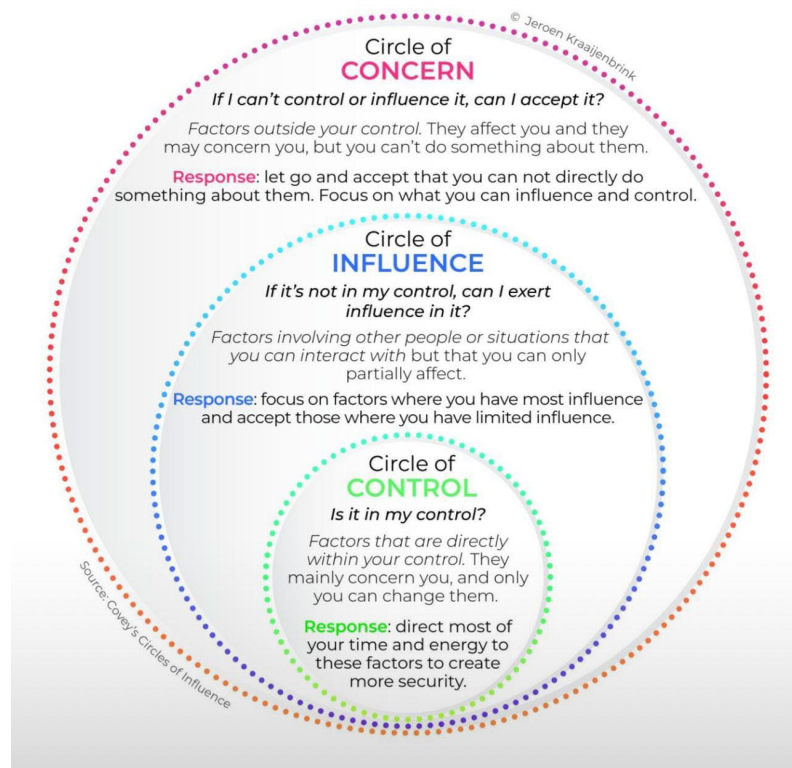 © Jeroen Kraaijenbrink
Circle of
CONCERN
If I can't control or influence it, can I accept it?
Factors outside your control. They affect you and they
may concern you, but you can't do something about them.
Response: let go and accept that you can not directly do
something about them. Focus on what you can influence and control.
Circle of
INFLUENCE
If it's not in my control, can I exert
influence in it?
Factors involving other people or situations that
you can interact with but that you can only
partially affect.
Response: focus on factors where you have most influence
and accept those where you have limited influence.
Circle of
CONTROL
Is it in my control?
Factors that are directly
within your control. They
mainly concern you, and only
you can change them.
Response: direct most of
your time and energy to
these factors to create
more security.
Source: Covey's Circles of Influence